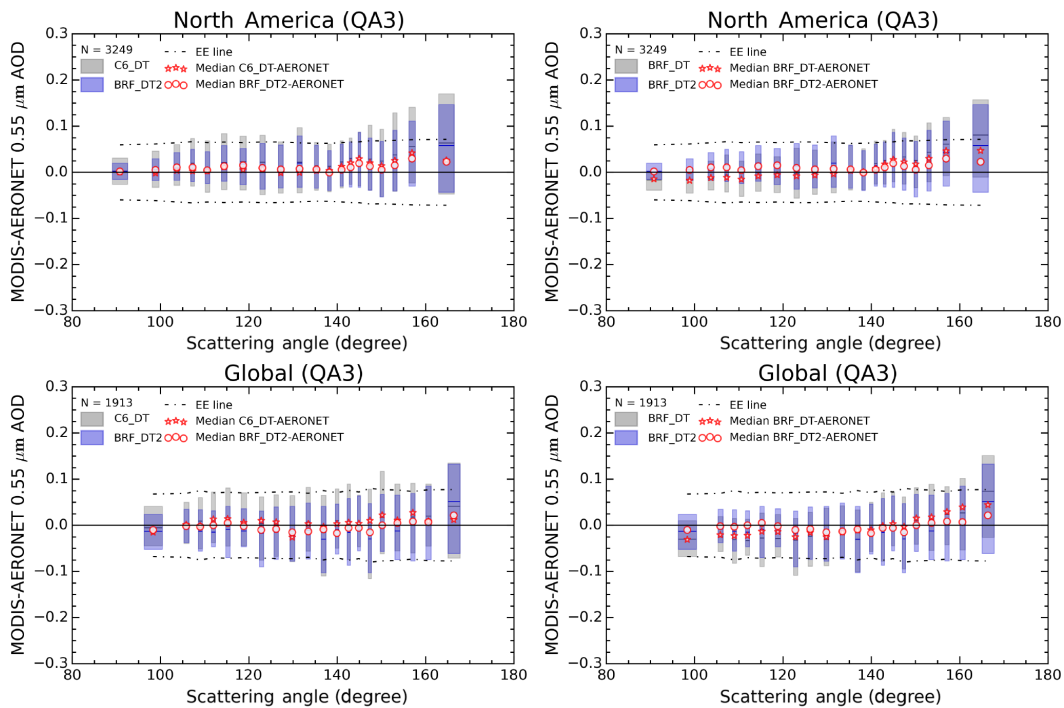 North America (QA3)
MODIS-AERONET 0.55 μm AOD
0.3
0.2
0.1
0.0
−0.1
−0.2
−0.3
N = 3249
C6_DT
BRF_DT2
EE line
Median C6_DT-AERONET
Median BRF_DT2-AERONET
80 100 120 140 160 180
Scattering angle (degree)
North America (QA3)
MODIS-AERONET 0.55 μm AOD
0.3
0.2
0.1
0.0
−0.1
−0.2
−0.3
N = 3249
BRF_DT
BRF_DT2
EE line
Median BRF_DT-AERONET
Median BRF_DT2-AERONET
80 100 120 140 160 180
Scattering angle (degree)
Global (QA3)
MODIS-AERONET 0.55 μm AOD
0.3
0.2
0.1
0.0
−0.1
−0.2
−0.3
N = 1913
C6_DT
BRF_DT2
EE line
Median C6_DT-AERONET
Median BRF_DT2-AERONET
80 100 120 140 160 180
Scattering angle (degree)
Global (QA3)
MODIS-AERONET 0.55 μm AOD
0.3
0.2
0.1
0.0
−0.1
−0.2
−0.3
N = 1913
BRF_DT
BRF_DT2
EE line
Median BRF_DT-AERONET
Median BRF_DT2-AERONET
80 100 120 140 160 180
Scattering angle (degree)